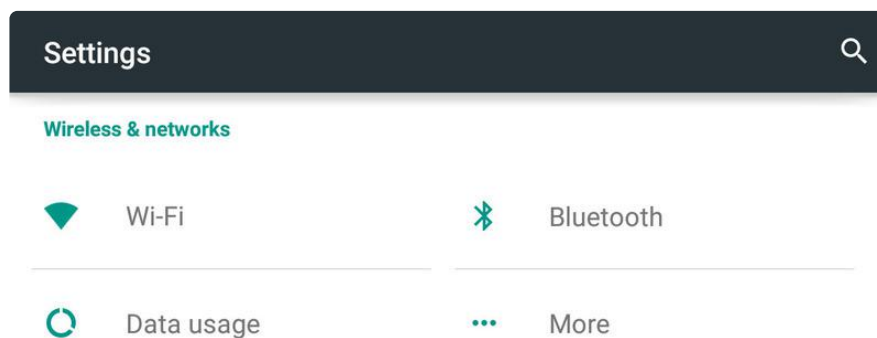 Settings
Wireless & networks
Wi-Fi
Bluetooth
Data usage
More